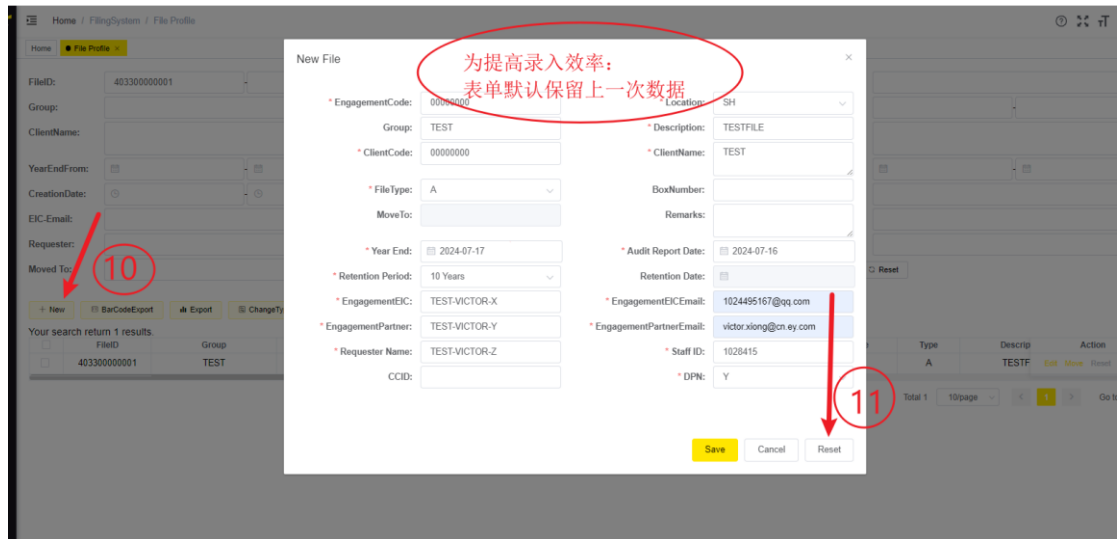 Home / FilingSystem / File Profile
Home
File Profile ×
New File
为提高录入效率：
表单默认保留上一次数据
FileID: 403300000001 -
Group: -
ClientName:
YearEndFrom: - -
CreationDate: -
EIC-Email:
Requester:
Moved To:
Reset
* EngagementCode: 00000000
* Location: SH
Group: TEST
* Description: TESTFILE
* ClientCode: 00000000
* ClientName: TEST
* FileType: A
BoxNumber:
MoveTo:
Remarks:
* Year End: 2024-07-17
* Audit Report Date: 2024-07-16
* Retention Period: 10 Years
Retention Date:
* EngagementEIC: TEST-VICTOR-X
* EngagementEICEmail: 1024495167@qq.com
* EngagementPartner: TEST-VICTOR-Y
* EngagementPartnerEmail: victor.xiong@cn.ey.com
* Requester Name: TEST-VICTOR-Z
* Staff ID: 1028415
CCID:
* DPN: Y
Save Cancel Reset
10
11
+ New BarCodeExport Export ChangeTy
Your search return 1 results.
FileID Group Type Descrip Action
403300000001 TEST A TESTF Edit Move Reset
Total 1 10/page < 1 > Go to